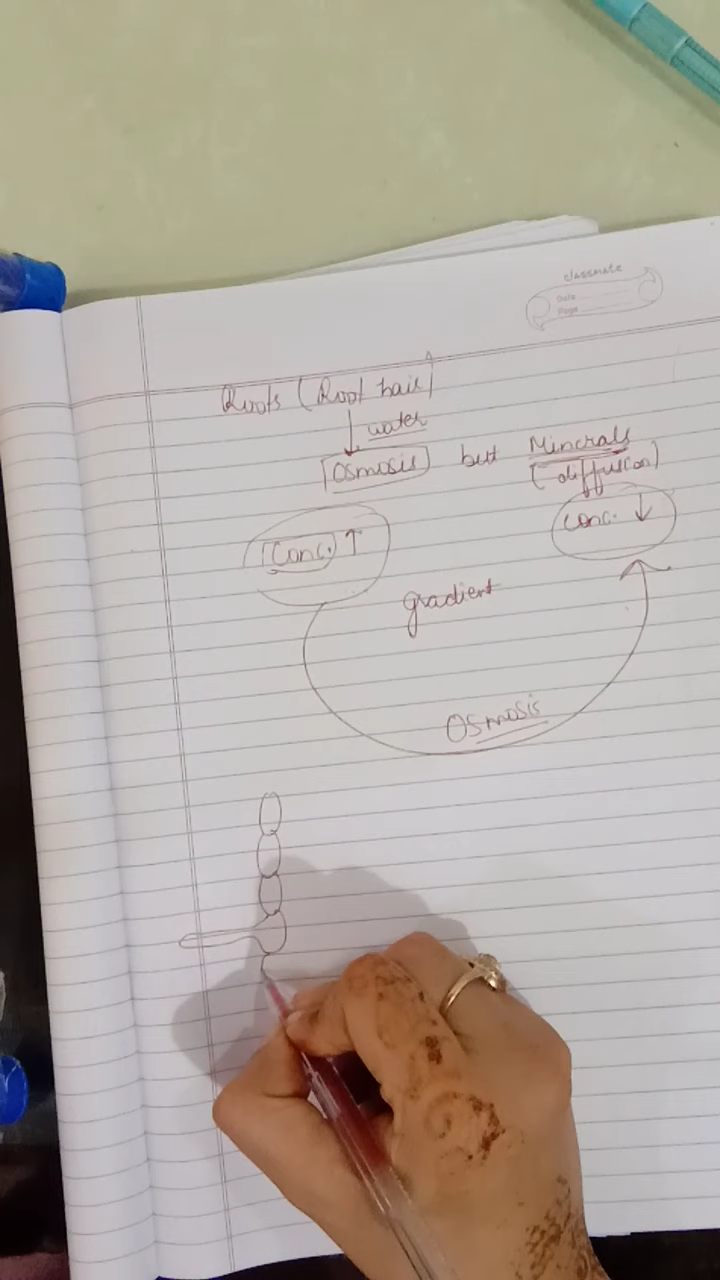 classmate
Date
Page
Roots (Root hair)
water
Osmosis but Minerals
(diffusion)
Conc. ↑
Conc. ↓
gradient
Osmosis